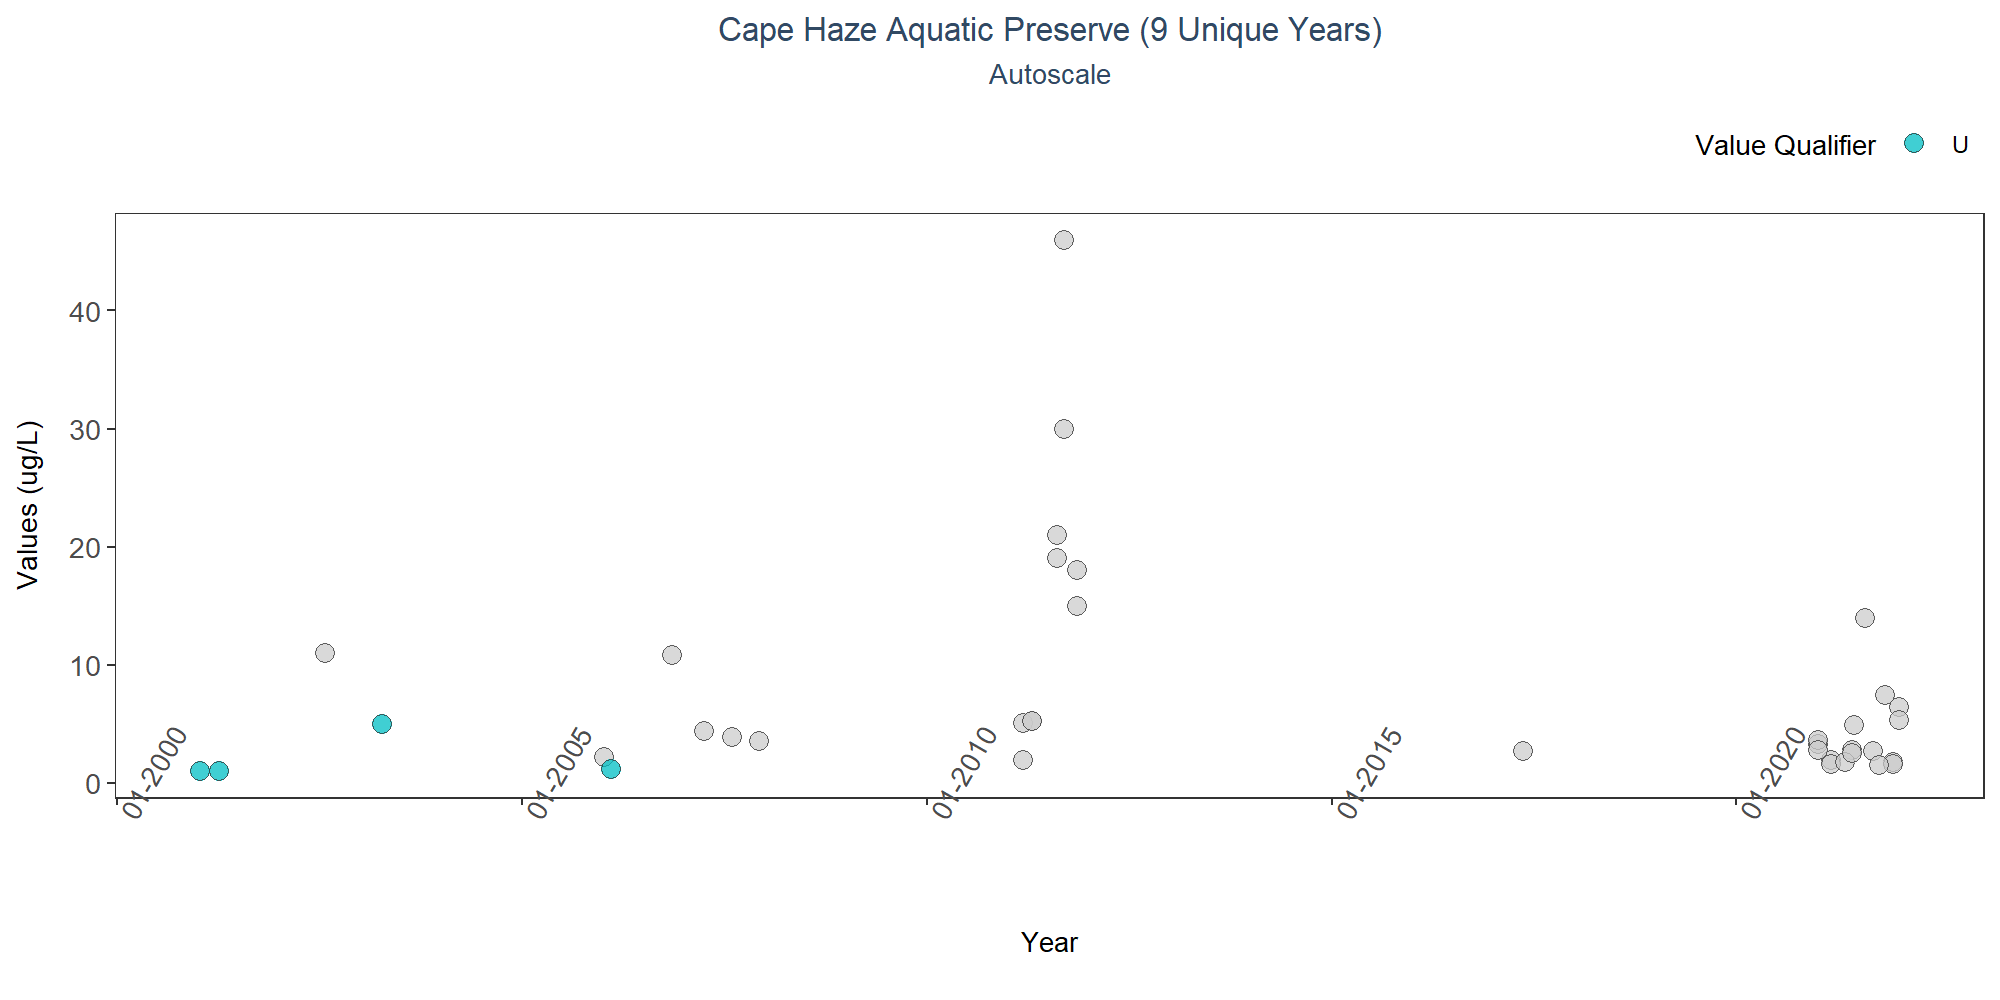 Cape Haze Aquatic Preserve (9 Unique Years)
Autoscale
Value Qualifier U
Values (ug/L)
40
30
20
10
0
01-2000
01-2005
01-2010
01-2015
01-2020
Year